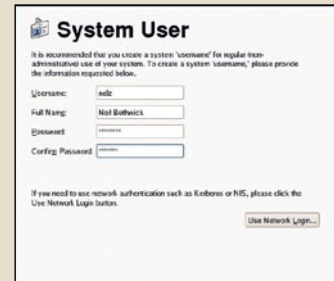 System User
It is recommended that you create a system 'username' for regular (non-
administrative) use of your system. To create a system 'username,' please provide
the information requested below.
Username:
Full Name: Neil Bothwick
Password: ********
Confirm Password: ********
If you need to use network authentication such as Kerberos or NIS, please click the
Use Network Login button.
Use Network Login...